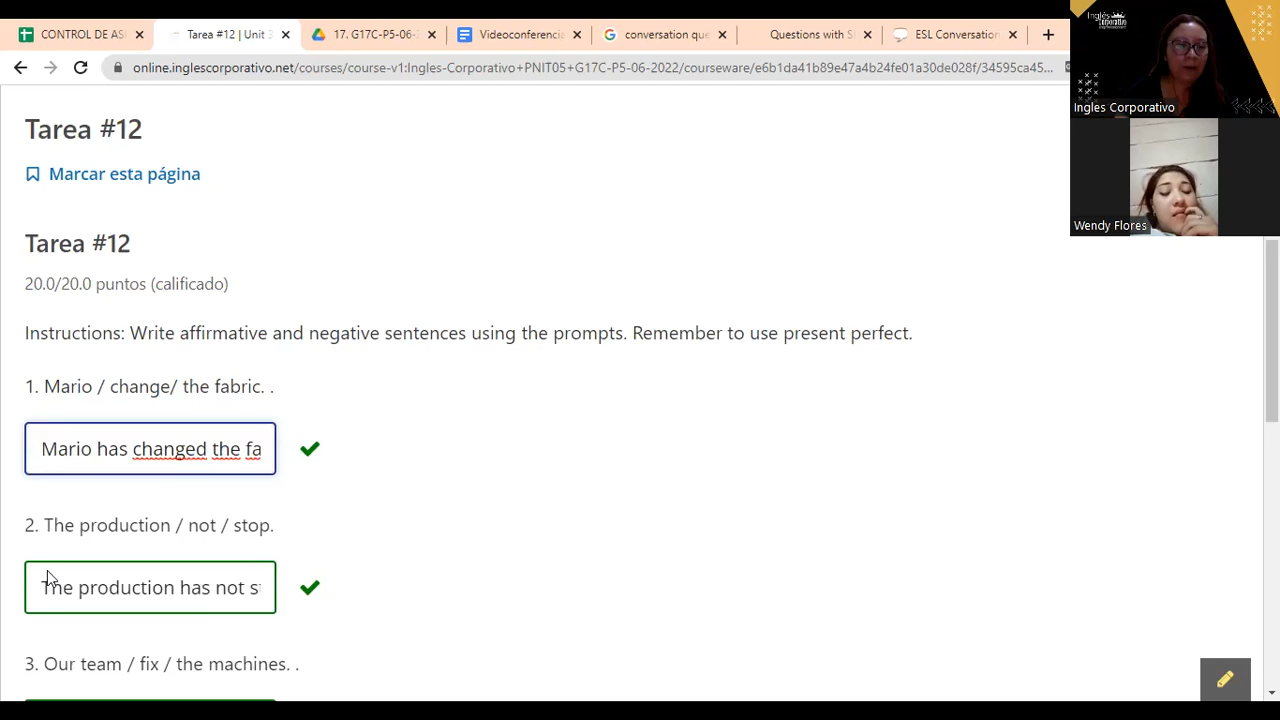 CONTROL DE AS
Tarea #12 | Unit 3
17. G17C-P5-09
Videoconferencia
conversation que
Questions with S
ESL Conversation
online.inglescorporativo.net/courses/course-v1:Ingles-Corporativo+PNIT05+G17C-P5-06-2022/courseware/e6b1da41b89e47a4b24fe01a30de028f/34595ca45...
Inglés
Corporativo
Ingles Corporativo
Wendy Flores
Tarea #12
Marcar esta página
Tarea #12
20.0/20.0 puntos (calificado)
Instructions: Write affirmative and negative sentences using the prompts. Remember to use present perfect.
1. Mario / change/ the fabric. .
Mario has changed the fa
2. The production / not / stop.
The production has not s
3. Our team / fix / the machines. .